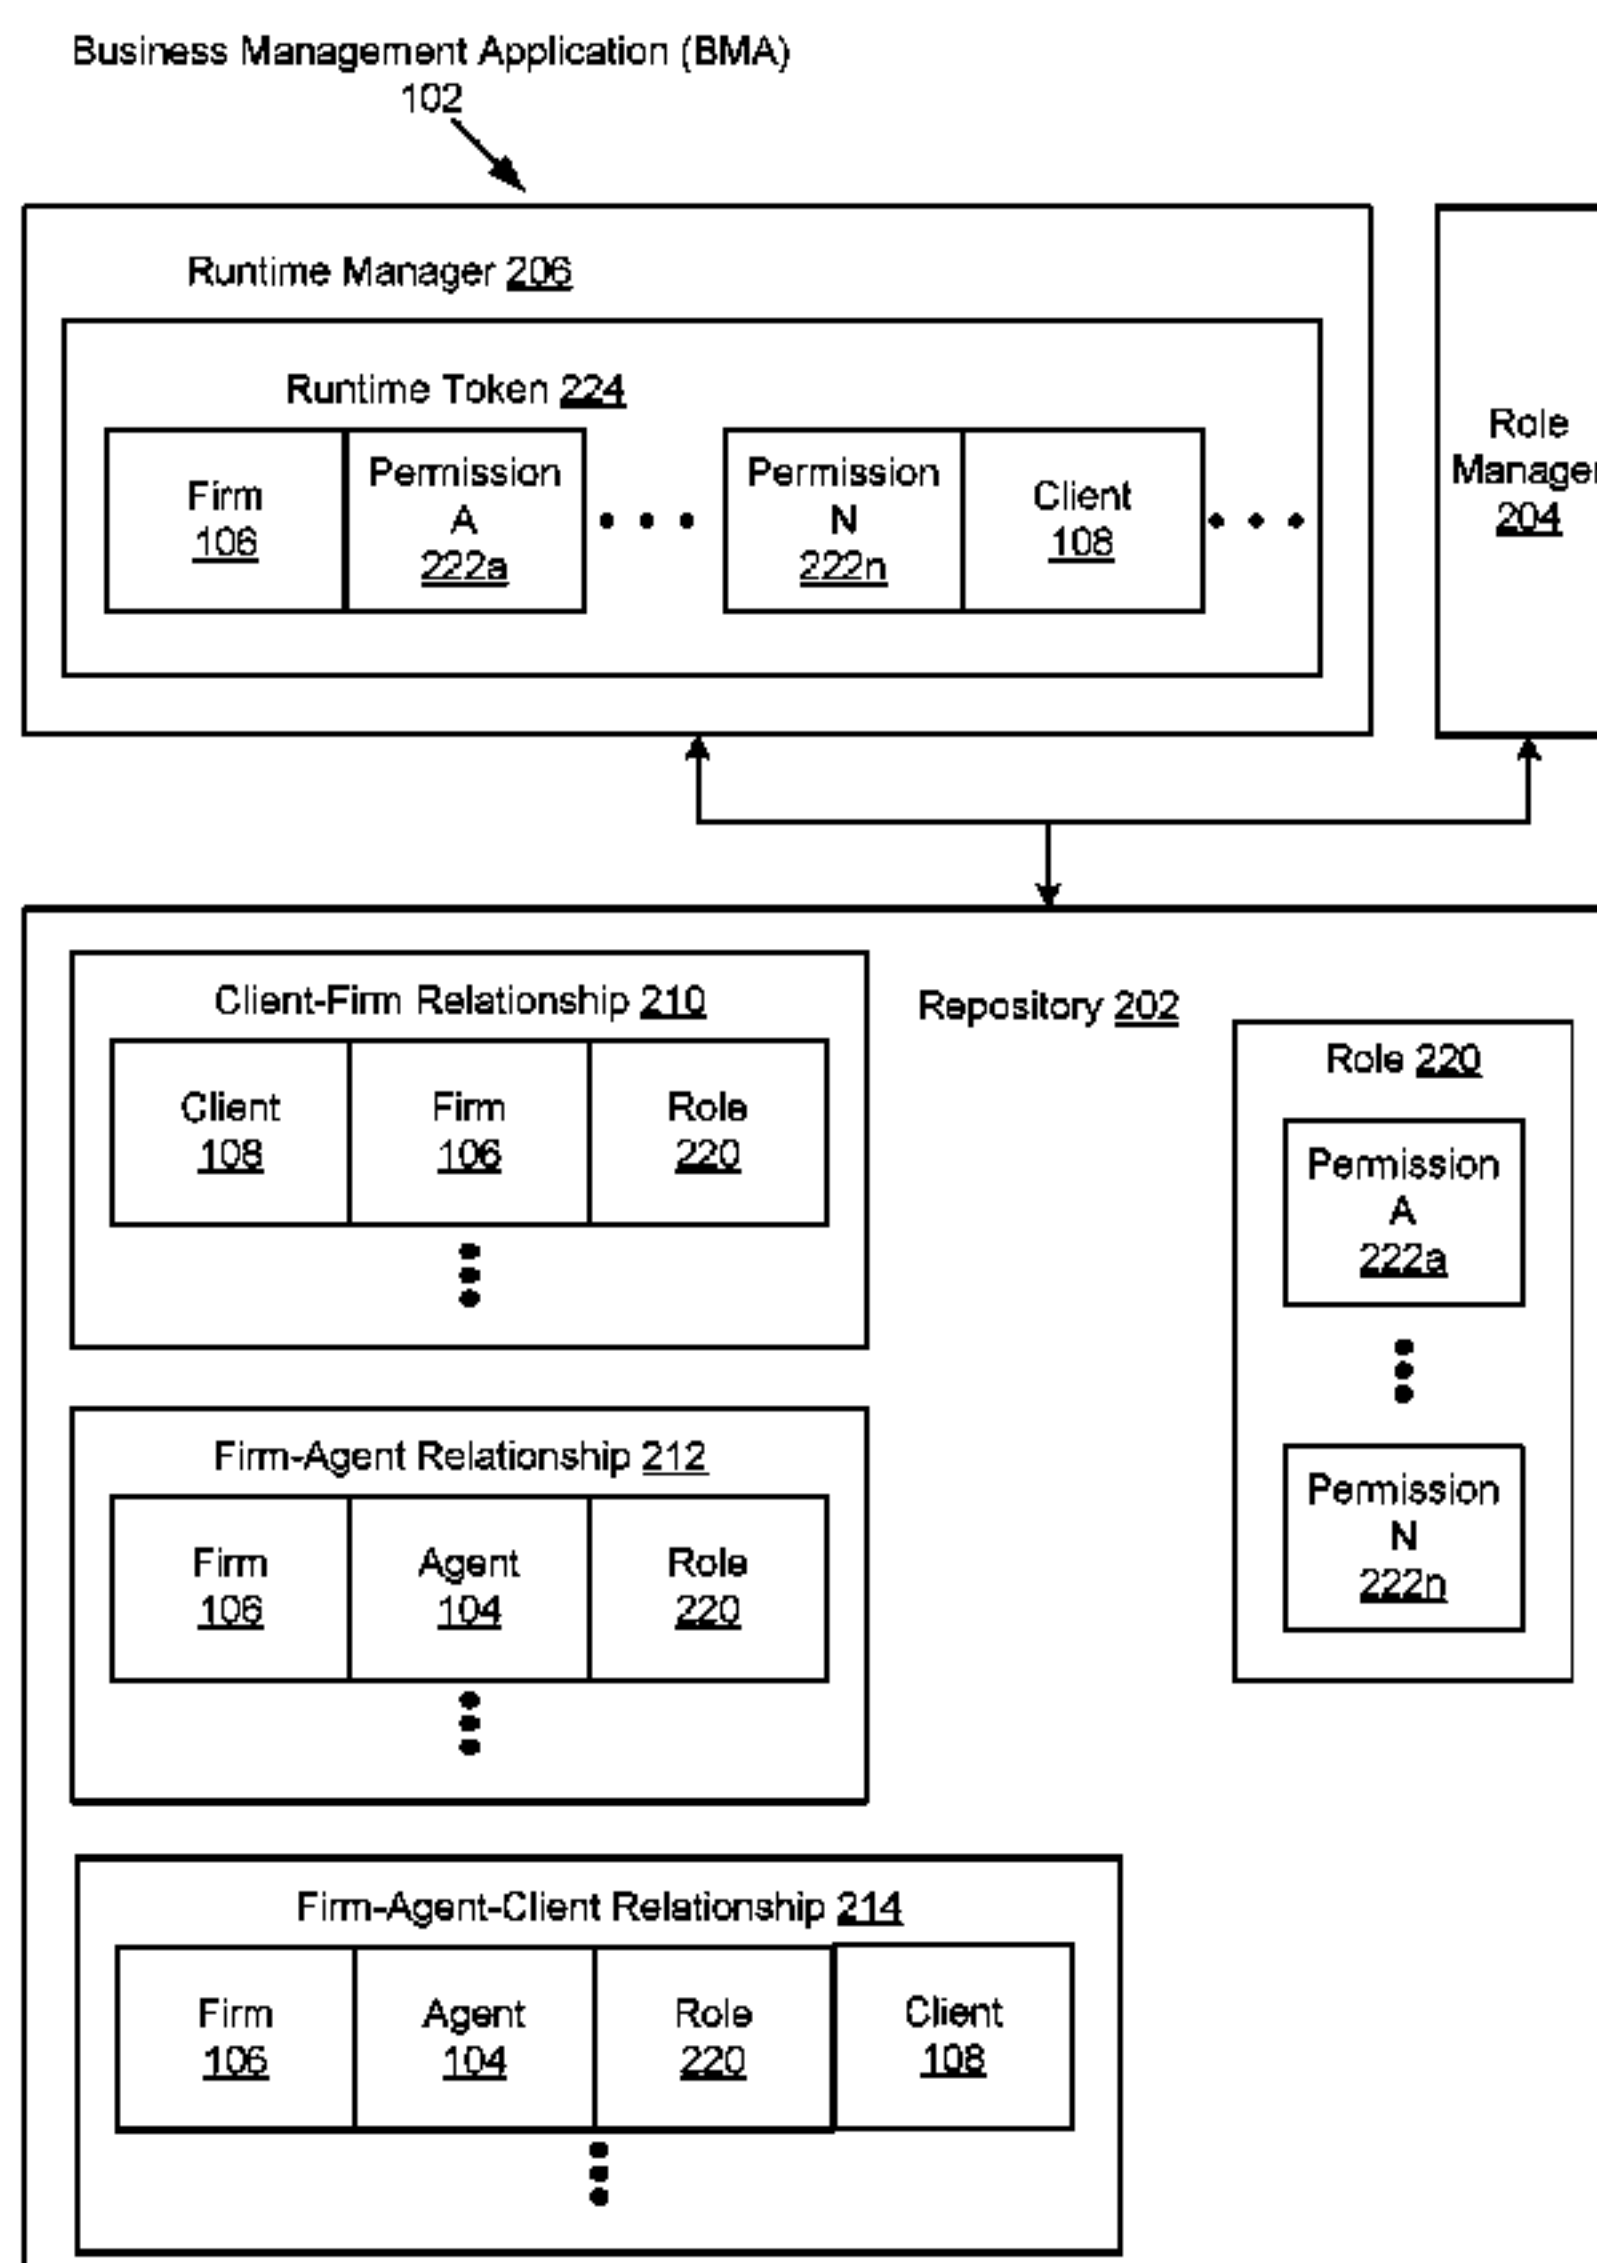 Business Management Application (BMA)
102
Runtime Manager 206
Runtime Token 224
Firm
106
Permission
A
222a
Permission
N
222n
Client
108
Role
Manager
204
Repository 202
Client-Firm Relationship 210
Client
108
Firm
106
Role
220
Role 220
Permission
A
222a
Permission
N
222n
Firm-Agent Relationship 212
Firm
106
Agent
104
Role
220
Firm-Agent-Client Relationship 214
Firm
106
Agent
104
Role
220
Client
108